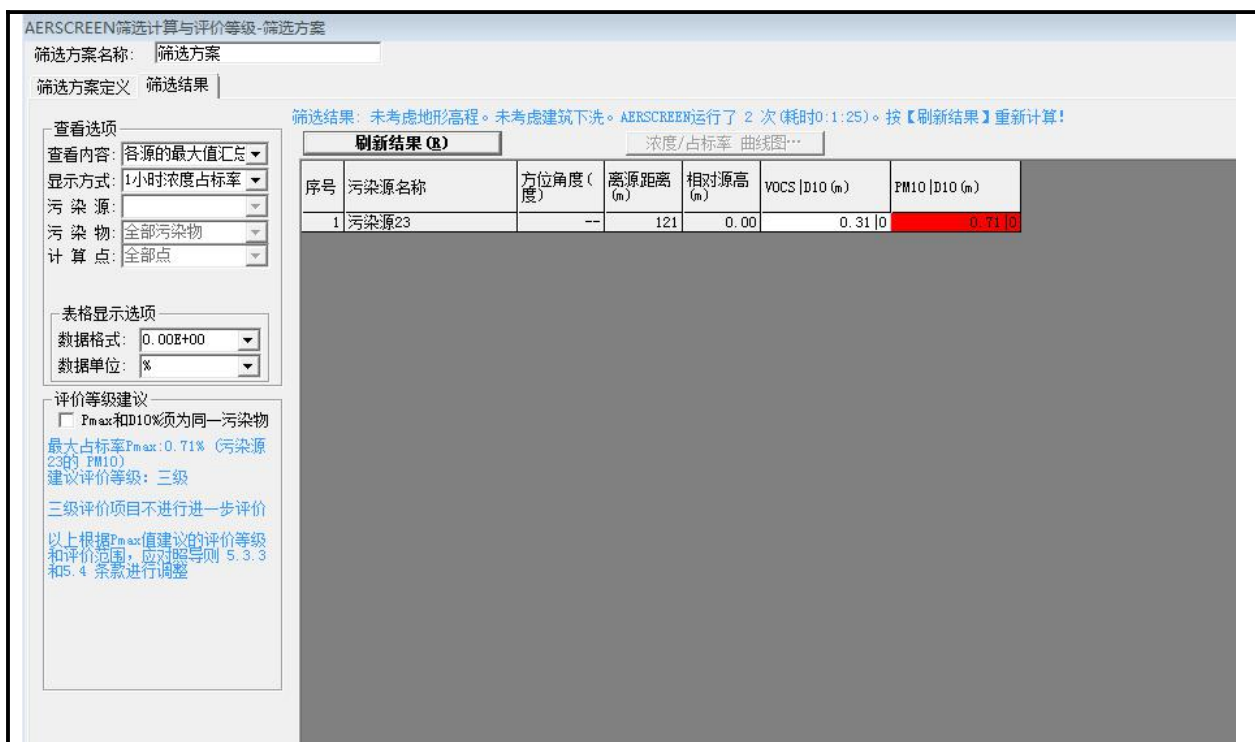 AERSCREEN筛选计算与评价等级-筛选方案
筛选方案名称: 筛选方案
筛选方案定义 筛选结果
查看选项
查看内容: 各源的最大值汇总
显示方式: 1小时浓度占标率
污 染 源:
污 染 物: 全部污染物
计 算 点: 全部点
表格显示选项
数据格式: 0.00E+00
数据单位: %
评价等级建议
Pmax和D10%须为同一污染物
最大占标率Pmax:0.71% (污染源
23的 PM10)
建议评价等级: 三级
三级评价项目不进行进一步评价
以上根据Pmax值建议的评价等级
和评价范围,应对照导则 5.3.3
和5.4 条款进行调整
筛选结果: 未考虑地形高程。未考虑建筑下洗。AERSCREEN运行了 2 次(耗时0:1:25)。按【刷新结果】重新计算!
刷新结果(R) 浓度/占标率 曲线图…
序号 污染源名称 方位角度(度) 离源距离(m) 相对源高(m) VOCS|D10(m) PM10|D10(m)
1 污染源23 -- 121 0.00 0.31|0 0.71|0